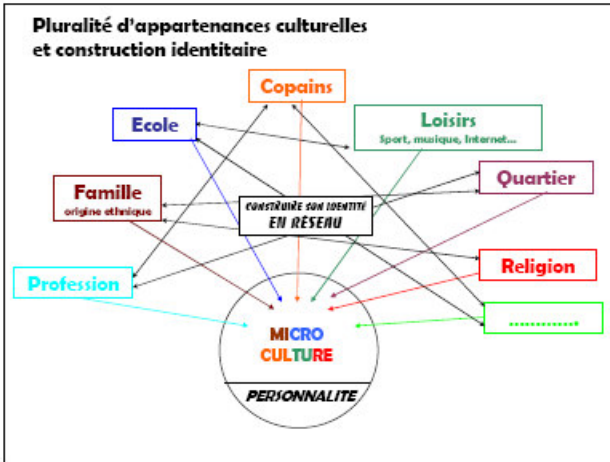 Pluralité d'appartenances culturelles
et construction identitaire
Copains
Ecole
Loisirs
Sport, musique, Internet...
Famille
origine ethnique
CONSTRUIRE SON IDENTITÉ
EN RÉSEAU
Quartier
Profession
Religion
.............
MICRO
CULTURE
PERSONNALITE